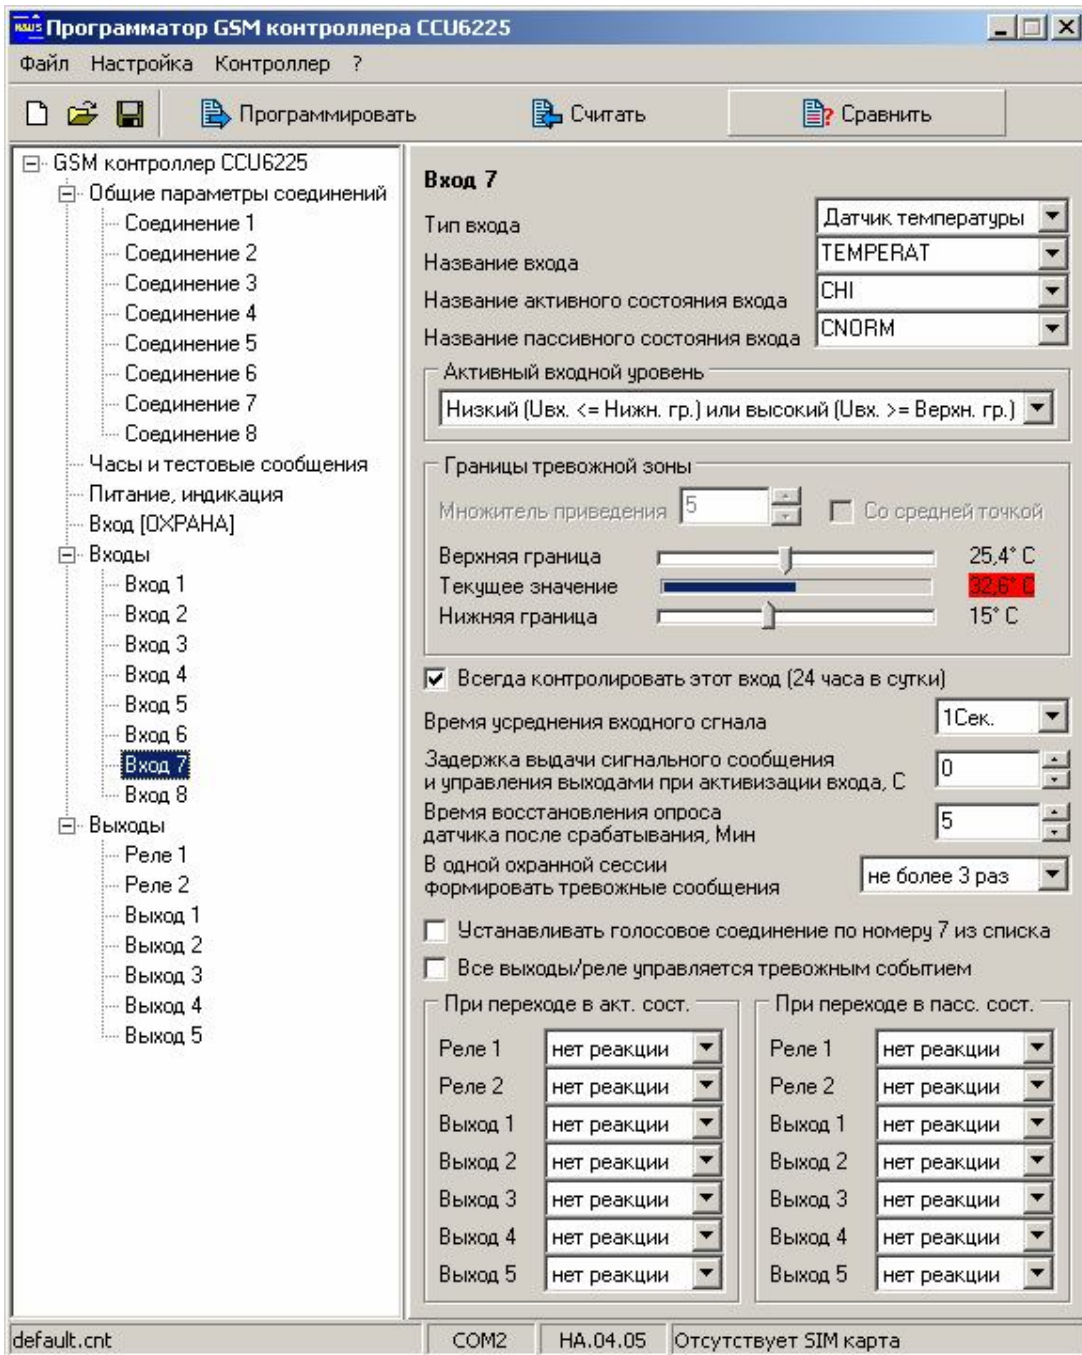 Программатор GSM контроллера CCU6225
Файл Настройка Контроллер ?
Программировать Считать Сравнить
GSM контроллер CCU6225
Общие параметры соединений
Соединение 1
Соединение 2
Соединение 3
Соединение 4
Соединение 5
Соединение 6
Соединение 7
Соединение 8
Часы и тестовые сообщения
Питание, индикация
Вход [ОХРАНА]
Входы
Вход 1
Вход 2
Вход 3
Вход 4
Вход 5
Вход 6
Вход 7
Вход 8
Выходы
Реле 1
Реле 2
Выход 1
Выход 2
Выход 3
Выход 4
Выход 5
Вход 7
Тип входа Датчик температуры
Название входа TEMPERAT
Название активного состояния входа CHI
Название пассивного состояния входа CNORM
Активный входной уровень
Низкий (Uвх. <= Нижн. гр.) или высокий (Uвх. >= Верхн. гр.)
Границы тревожной зоны
Множитель приведения 5 Со средней точкой
Верхняя граница 25,4° C
Текущее значение 32,6° C
Нижняя граница 15° C
Всегда контролировать этот вход (24 часа в сутки)
Время усреднения входного сгнала 1Сек.
Задержка выдачи сигнального сообщения
и управления выходами при активизации входа, С 0
Время восстановления опроса
датчика после срабатывания, Мин 5
В одной охранной сессии
формировать тревожные сообщения не более 3 раз
Устанавливать голосовое соединение по номеру 7 из списка
Все выходы/реле управляется тревожным событием
При переходе в акт. сост.
Реле 1 нет реакции
Реле 2 нет реакции
Выход 1 нет реакции
Выход 2 нет реакции
Выход 3 нет реакции
Выход 4 нет реакции
Выход 5 нет реакции
При переходе в пасс. сост.
Реле 1 нет реакции
Реле 2 нет реакции
Выход 1 нет реакции
Выход 2 нет реакции
Выход 3 нет реакции
Выход 4 нет реакции
Выход 5 нет реакции
default.cnt COM2 HA.04.05 Отсутствует SIM карта